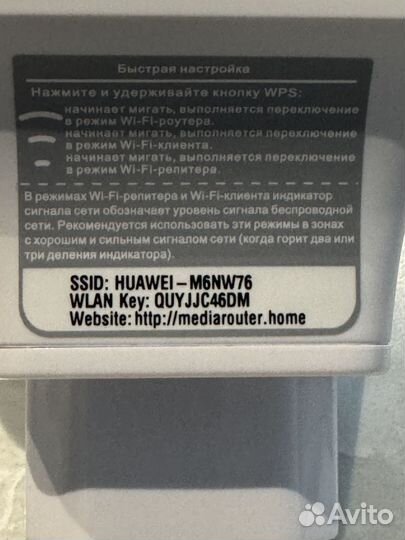 Быстрая настройка
Нажмите и удерживайте кнопку WPS:
начинает мигать, выполняется переключение
в режим Wi-Fi-роутера.
начинает мигать, выполняется переключение
в режим Wi-Fi-клиента.
начинает мигать, выполняется переключение
в режим Wi-Fi-репитера.
В режимах Wi-Fi-репитера и Wi-Fi-клиента индикатор
сигнала сети обозначает уровень сигнала беспроводной
сети. Рекомендуется использовать эти режимы в зонах
с хорошим и сильным сигналом сети (когда горит два или
три деления индикатора).
SSID: HUAWEI-M6NW76
WLAN Key: QUYJJC46DM
Website: http://mediarouter.home
Avito